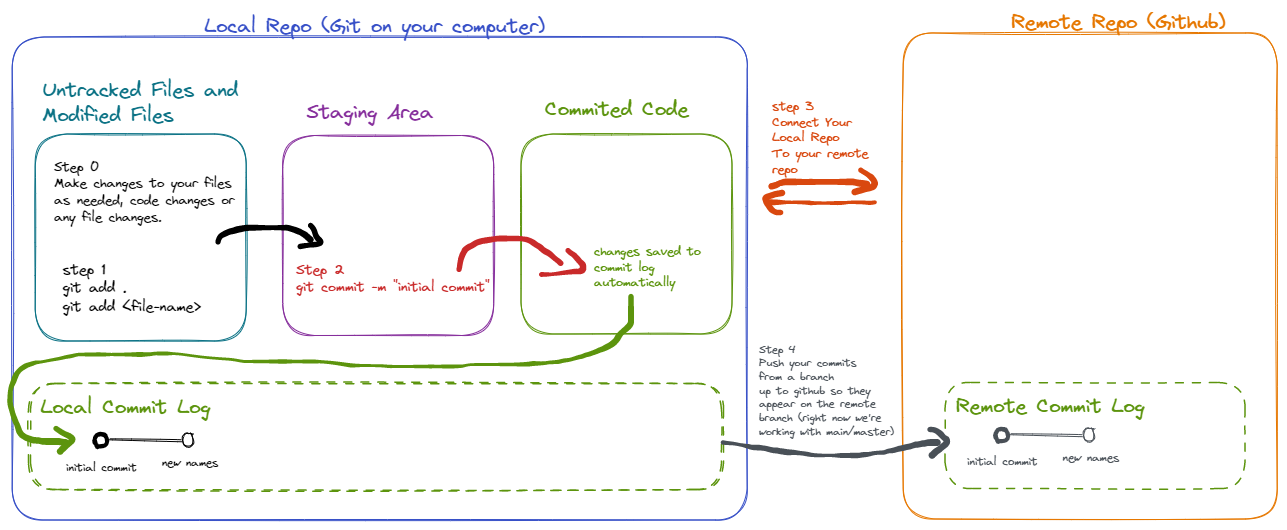 Local Repo (Git on your computer)
Remote Repo (Github)
Untracked Files and
Modified Files
Staging Area
Commited Code
Step 0
Make changes to your files
as needed, code changes or
any file changes.
step 1
git add .
git add <file-name>
Step 2
git commit -m "initial commit"
changes saved to
commit log
automatically
step 3
Connect Your
Local Repo
To your remote
repo
Step 4
Push your commits
from a branch
up to github so they
appear on the remote
branch (right now we're
working with main/master)
Local Commit Log
initial commit
new names
Remote Commit Log
initial commit
new names